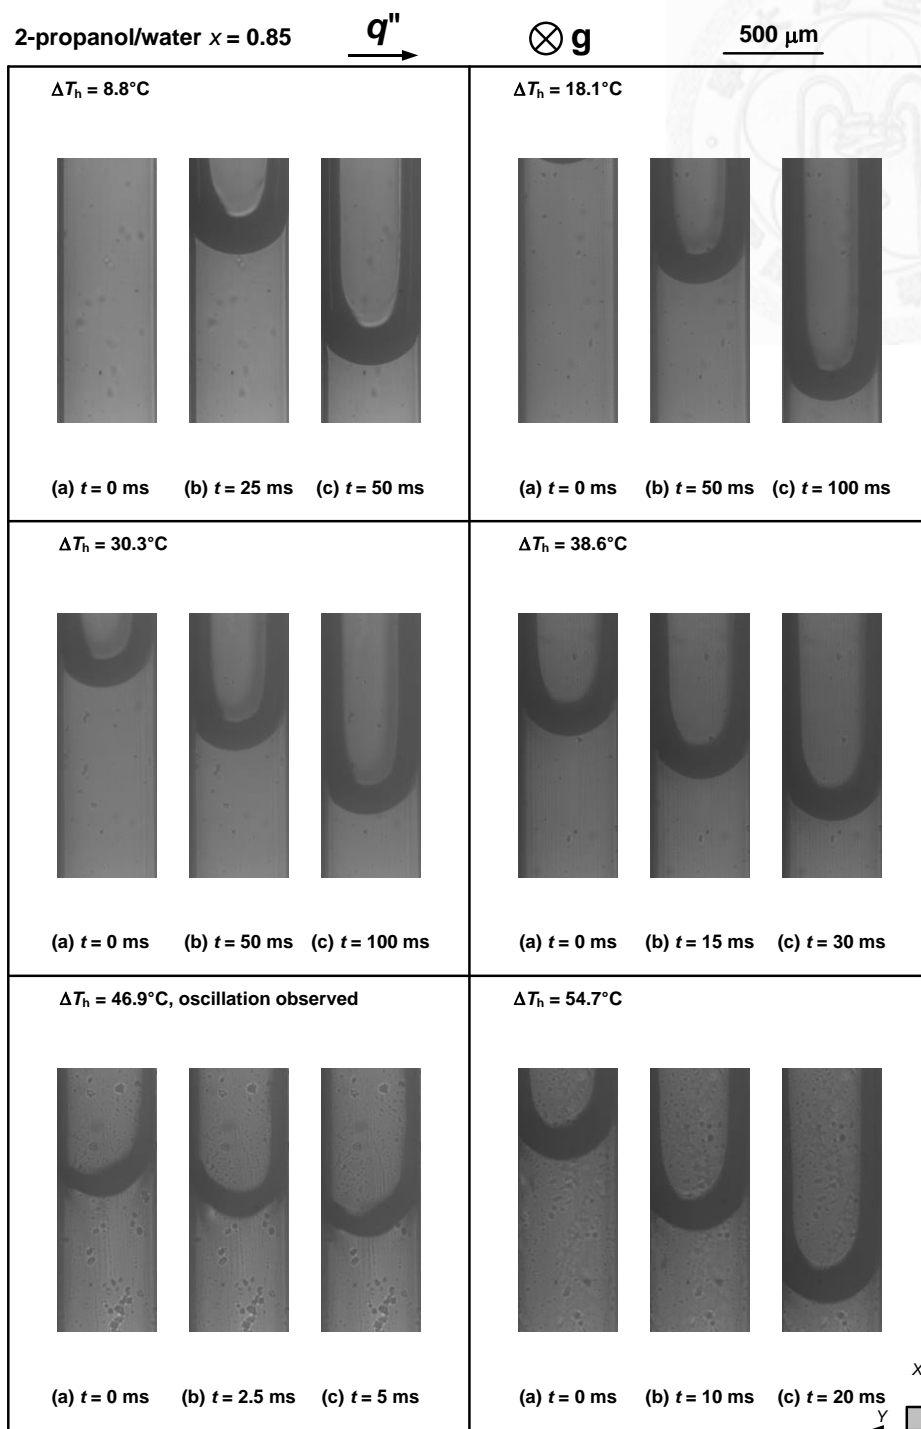 2-propanol/water x = 0.85
q"
g
500 μm
ΔTh = 8.8°C
(a) t = 0 ms (b) t = 25 ms (c) t = 50 ms
ΔTh = 18.1°C
(a) t = 0 ms (b) t = 50 ms (c) t = 100 ms
ΔTh = 30.3°C
(a) t = 0 ms (b) t = 50 ms (c) t = 100 ms
ΔTh = 38.6°C
(a) t = 0 ms (b) t = 15 ms (c) t = 30 ms
ΔTh = 46.9°C, oscillation observed
(a) t = 0 ms (b) t = 2.5 ms (c) t = 5 ms
ΔTh = 54.7°C
(a) t = 0 ms (b) t = 10 ms (c) t = 20 ms
X
Y